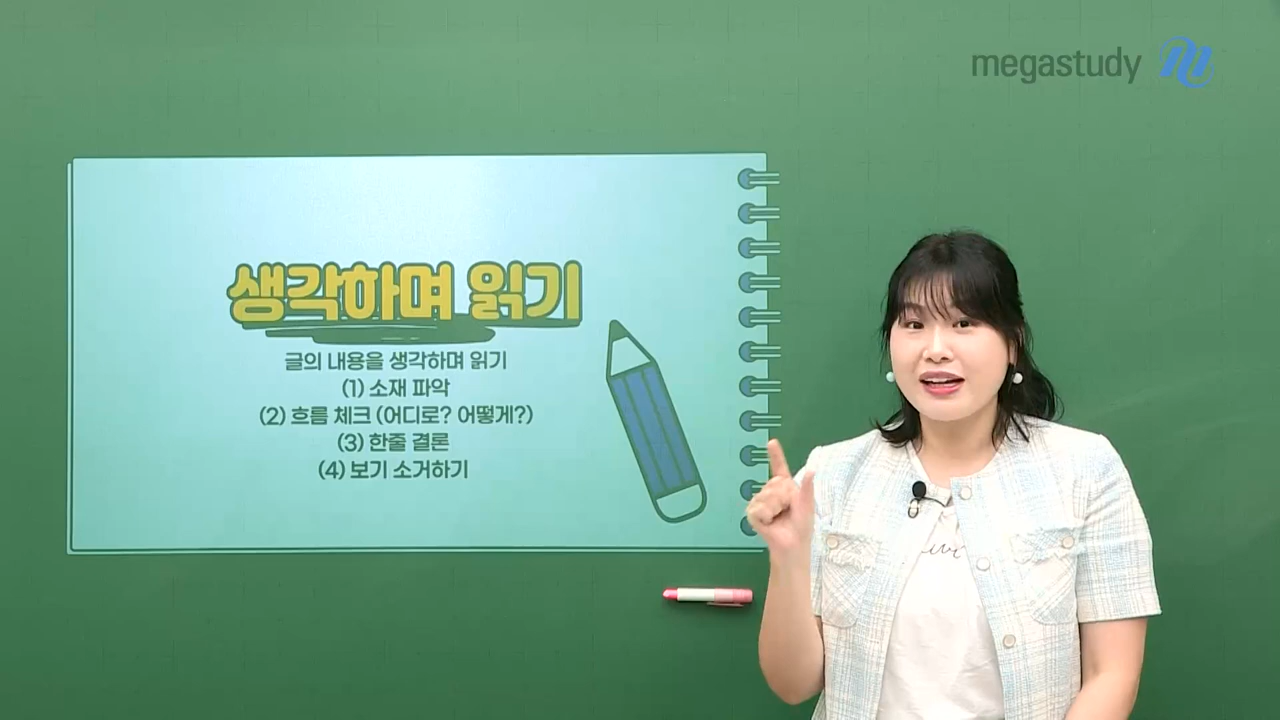 megastudy
생각하며 읽기
글의 내용을 생각하며 읽기
(1) 소재 파악
(2) 흐름 체크 (어디로? 어떻게?)
(3) 한줄 결론
(4) 보기 소거하기